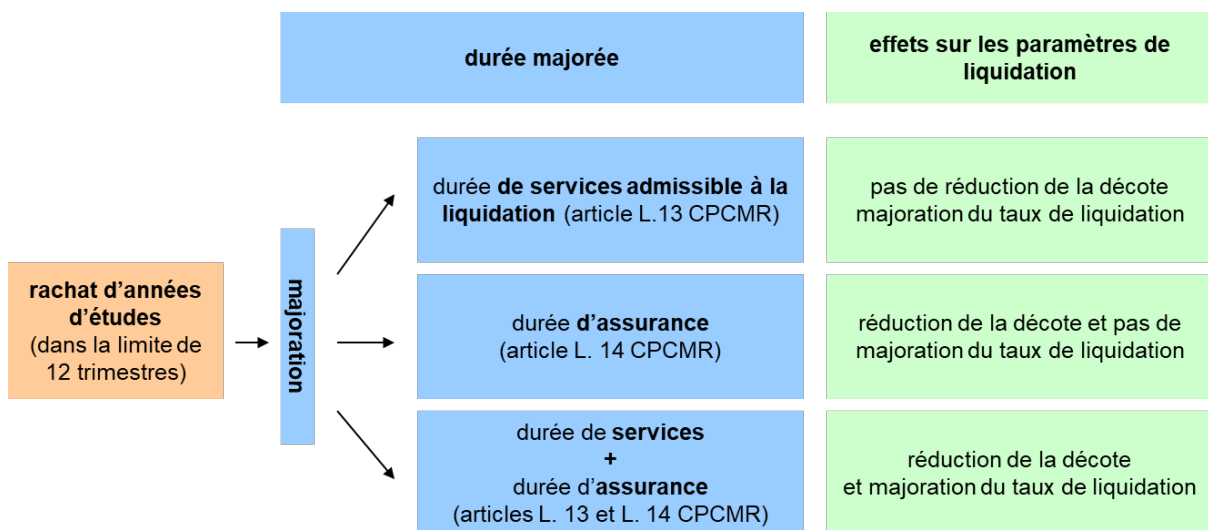 durée majorée
effets sur les paramètres de
liquidation
rachat d’années
d’études
(dans la limite de
12 trimestres)
majoration
durée de services admissible à la
liquidation (article L.13 CPCMR)
pas de réduction de la décote
majoration du taux de liquidation
durée d’assurance
(article L. 14 CPCMR)
réduction de la décote et pas de
majoration du taux de liquidation
durée de services
+
durée d’assurance
(articles L. 13 et L. 14 CPCMR)
réduction de la décote
et majoration du taux de liquidation